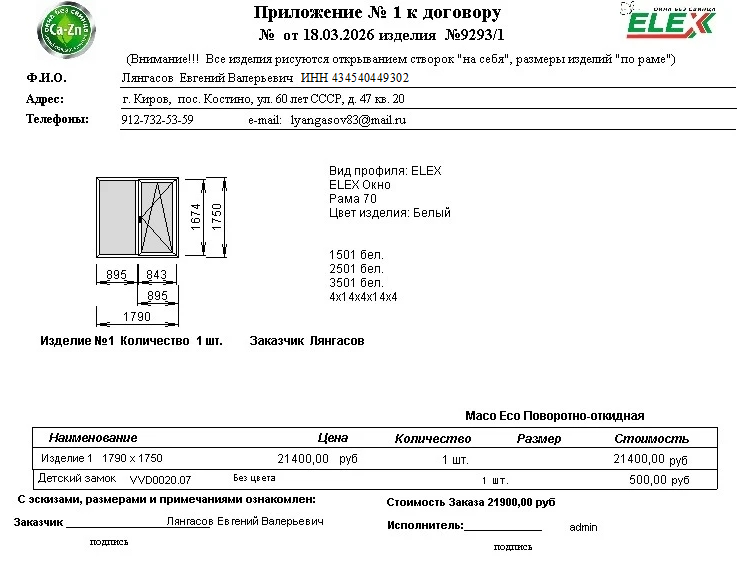 Приложение № 1 к договору
№ от 18.03.2026 изделия №9293/1
Ca-Zn
ОКНА БЕЗ СВИНЦА
ELEX
(Внимание!!! Все изделия рисуются открыванием створок "на себя", размеры изделий "по раме")
Ф.И.О. Лянгасов Евгений Валерьевич ИНН 434540449302
Адрес: г. Киров, пос. Костино, ул. 60 лет СССР, д. 47 кв. 20
Телефоны: 912-732-53-59 e-mail: lyangasov83@mail.ru
Вид профиля: ELEX
ELEX Окно
Рама 70
Цвет изделия: Белый
1501 бел.
2501 бел.
3501 бел.
4x14x4x14x4
1674
1750
895 843
895
1790
Изделие №1 Количество 1 шт. Заказчик Лянгасов
Maco Eco Поворотно-откидная
Наименование Цена Количество Размер Стоимость
Изделие 1 1790 x 1750 21400,00 руб 1 шт. 21400,00 руб
Детский замок VVD0020.07 Без цвета 1 шт. 500,00 руб
С эскизами, размерами и примечаниями ознакомлен:
Стоимость Заказа 21900,00 руб
Заказчик Лянгасов Евгений Валерьевич
Исполнитель: admin
подпись
подпись